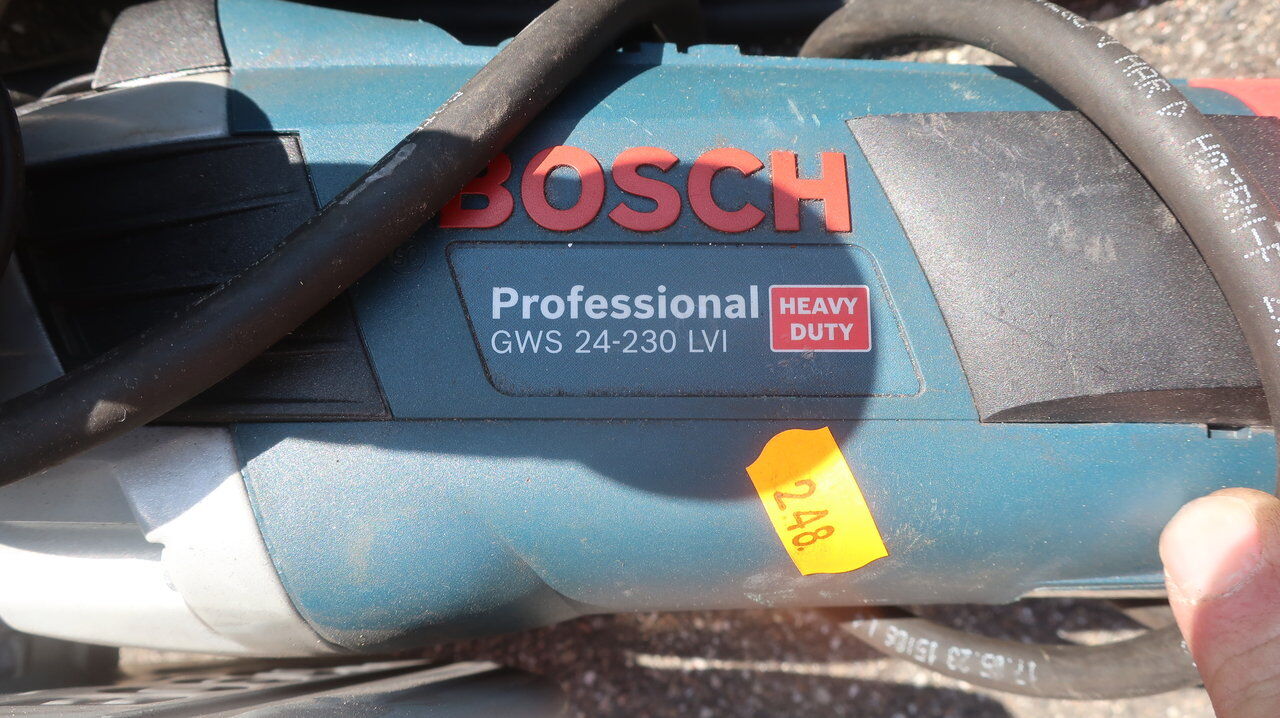 BOSCH
Professional
GWS 24-230 LVI
HEAVY
DUTY
248.